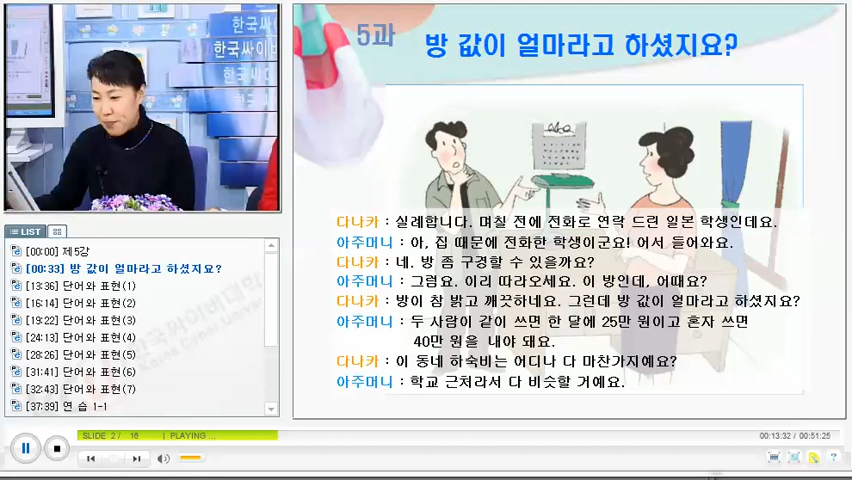 한국싸이
한국싸이버
한국싸이버대
5과
방 값이 얼마라고 하셨지요?
다나카 : 실례합니다. 며칠 전에 전화로 연락 드린 일본 학생인데요.
아주머니 : 아, 집 때문에 전화한 학생이군요! 어서 들어와요.
다나카 : 네. 방 좀 구경할 수 있을까요?
아주머니 : 그럼요. 이리 따라오세요. 이 방인데, 어때요?
다나카 : 방이 참 밝고 깨끗하네요. 그런데 방 값이 얼마라고 하셨지요?
아주머니 : 두 사람이 같이 쓰면 한 달에 25만 원이고 혼자 쓰면
40만 원을 내야 돼요.
다나카 : 이 동네 하숙비는 어디나 다 마찬가지예요?
아주머니 : 학교 근처라서 다 비슷할 거예요.
LIST
[00:00] 제5강
[00:33] 방 값이 얼마라고 하셨지요?
[13:36] 단어와 표현(1)
[16:14] 단어와 표현(2)
[19:22] 단어와 표현(3)
[24:13] 단어와 표현(4)
[28:26] 단어와 표현(5)
[31:41] 단어와 표현(6)
[32:43] 단어와 표현(7)
[37:39] 연 습 1-1
SLIDE 2 / 16 | PLAYING ...
00:13:32 / 00:51:25